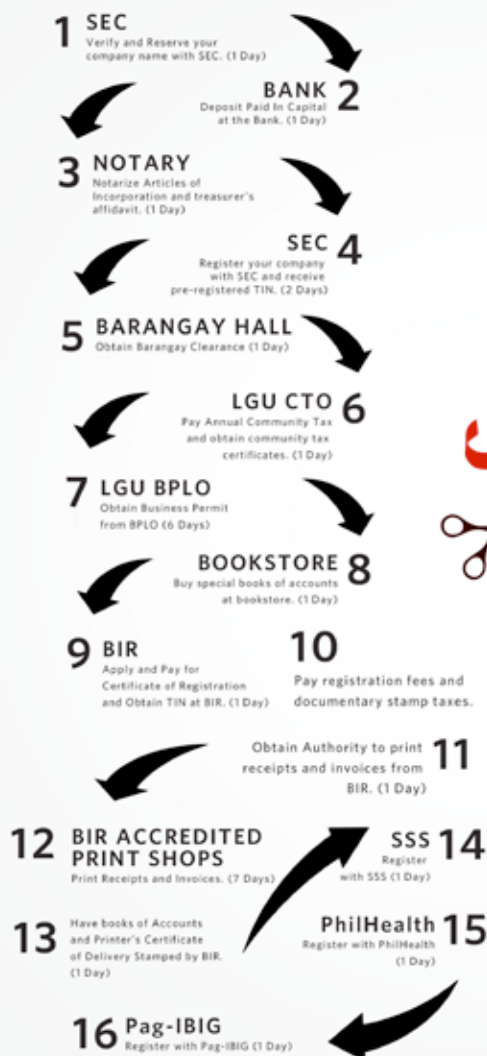 1 SEC
Verify and Reserve your
company name with SEC. (1 Day)
BANK 2
Deposit Paid In Capital
at the Bank. (1 Day)
3 NOTARY
Notarize Articles of
Incorporation and treasurer's
affidavit. (1 Day)
SEC 4
Register your company
with SEC and receive
pre-registered TIN. (2 Days)
5 BARANGAY HALL
Obtain Barangay Clearance (1 Day)
LGU CTO 6
Pay Annual Community Tax
and obtain community tax
certificates. (1 Day)
7 LGU BPLO
Obtain Business Permit
from BPLO (6 Days)
BOOKSTORE 8
Buy special books of accounts
at bookstore. (1 Day)
9 BIR
Apply and Pay for
Certificate of Registration
and Obtain TIN at BIR. (1 Day)
10
Pay registration fees and
documentary stamp taxes.
Obtain Authority to print 11
receipts and invoices from
BIR. (1 Day)
12 BIR ACCREDITED
PRINT SHOPS
Print Receipts and Invoices. (7 Days)
13 Have books of Accounts
and Printer's Certificate
of Delivery Stamped by BIR.
(1 Day)
SSS 14
Register
with SSS (1 Day)
PhilHealth 15
Register with PhilHealth
(1 Day)
16 Pag-IBIG
Register with Pag-IBIG (1 Day)